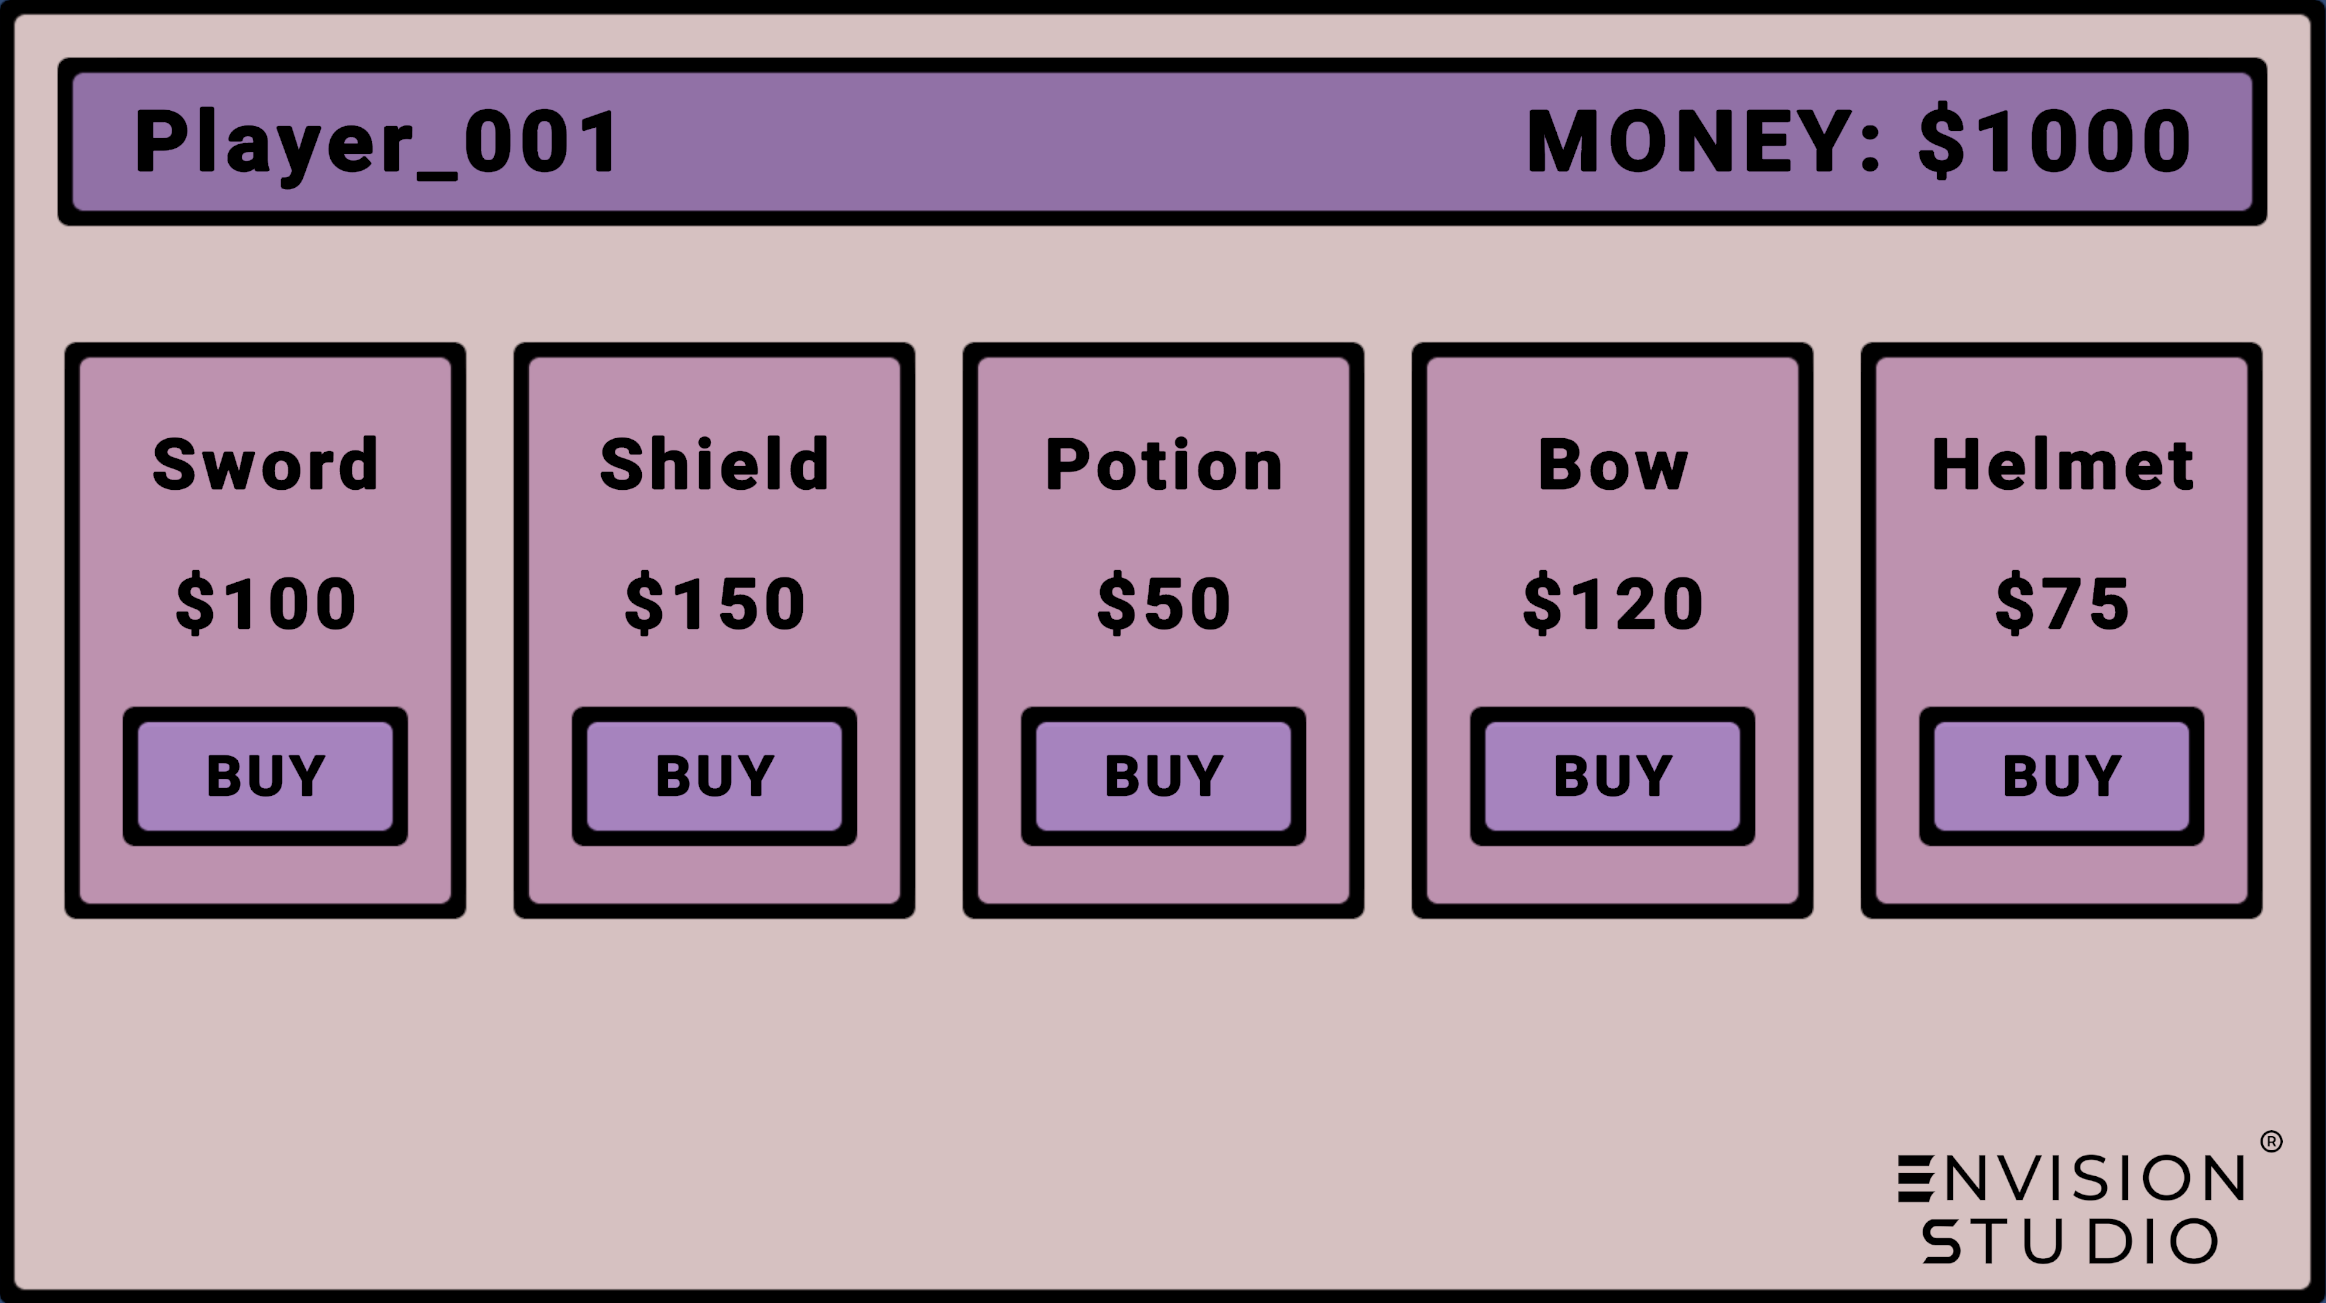 Player_001 MONEY: $1000
Sword Shield Potion Bow Helmet
$100 $150 $50 $120 $75
BUY BUY BUY BUY BUY
ENVISION ®
STUDIO